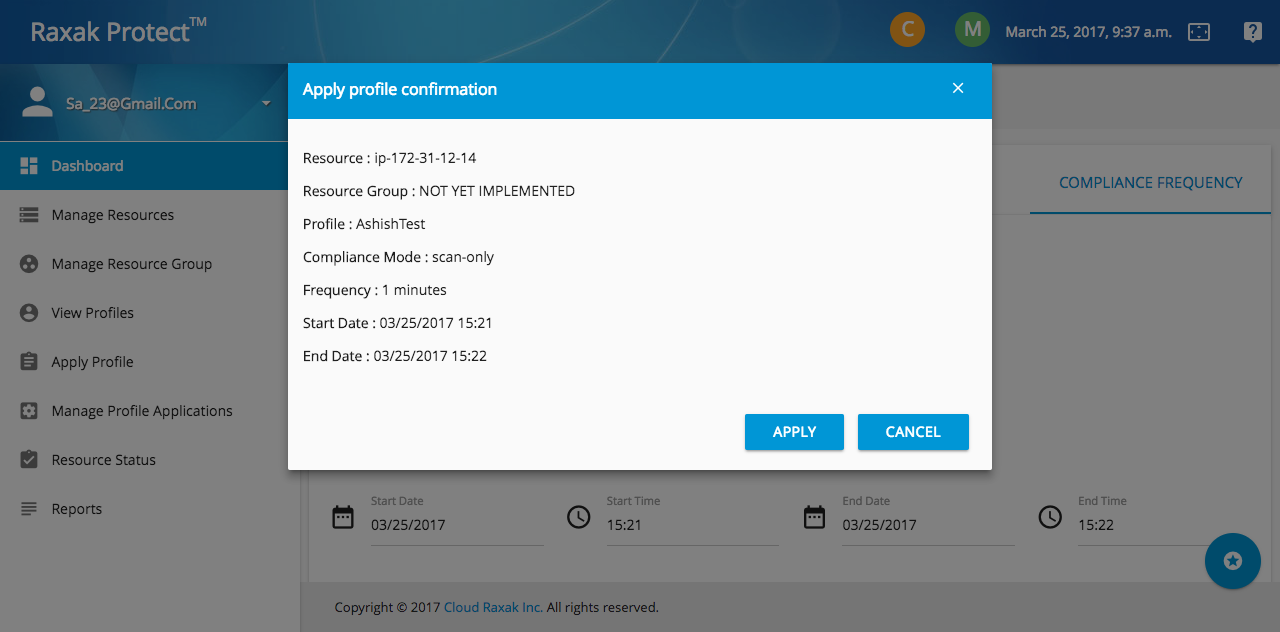 Raxak Protect™
C
M
March 25, 2017, 9:37 a.m.
Sa_23@Gmail.Com
Dashboard
Manage Resources
Manage Resource Group
View Profiles
Apply Profile
Manage Profile Applications
Resource Status
Reports
Apply profile confirmation
Resource : ip-172-31-12-14
Resource Group : NOT YET IMPLEMENTED
Profile : AshishTest
Compliance Mode : scan-only
Frequency : 1 minutes
Start Date : 03/25/2017 15:21
End Date : 03/25/2017 15:22
APPLY
CANCEL
COMPLIANCE FREQUENCY
Start Date
03/25/2017
Start Time
15:21
End Date
03/25/2017
End Time
15:22
Copyright © 2017 Cloud Raxak Inc. All rights reserved.